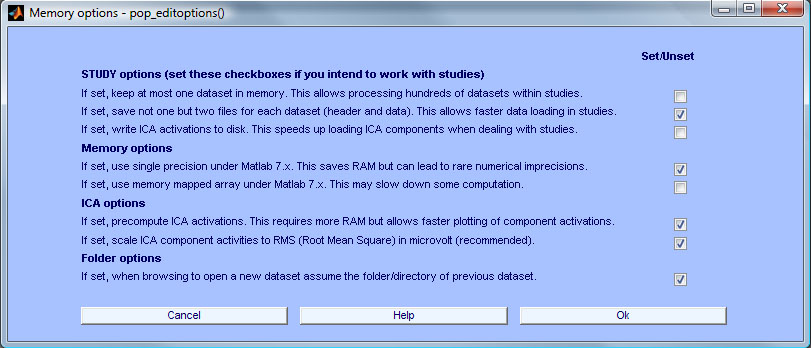 Memory options - pop_editoptions()
Set/Unset
STUDY options (set these checkboxes if you intend to work with studies)
If set, keep at most one dataset in memory. This allows processing hundreds of datasets within studies.
If set, save not one but two files for each dataset (header and data). This allows faster data loading in studies.
If set, write ICA activations to disk. This speeds up loading ICA components when dealing with studies.
Memory options
If set, use single precision under Matlab 7.x. This saves RAM but can lead to rare numerical imprecisions.
If set, use memory mapped array under Matlab 7.x. This may slow down some computation.
ICA options
If set, precompute ICA activations. This requires more RAM but allows faster plotting of component activations.
If set, scale ICA component activities to RMS (Root Mean Square) in microvolt (recommended).
Folder options
If set, when browsing to open a new dataset assume the folder/directory of previous dataset.
Cancel Help Ok